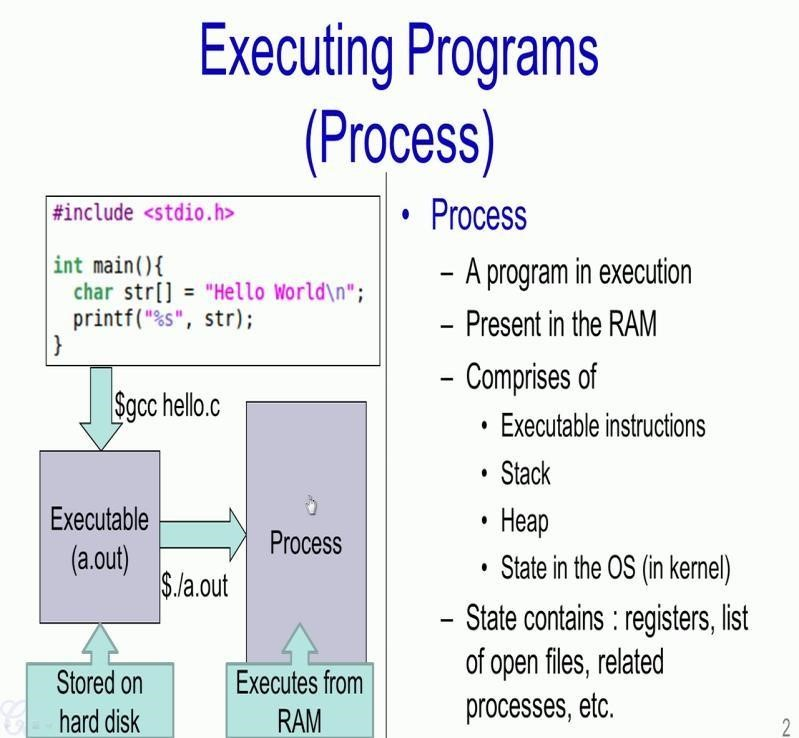 Executing Programs
(Process)
#include <stdio.h>
int main(){
char str[] = "Hello World\n";
printf("%s", str);
}
$gcc hello.c
Executable
(a.out)
$./a.out
Process
Stored on
hard disk
Executes from
RAM
• Process
– A program in execution
– Present in the RAM
– Comprises of
• Executable instructions
• Stack
• Heap
• State in the OS (in kernel)
– State contains : registers, list
of open files, related
processes, etc.
2